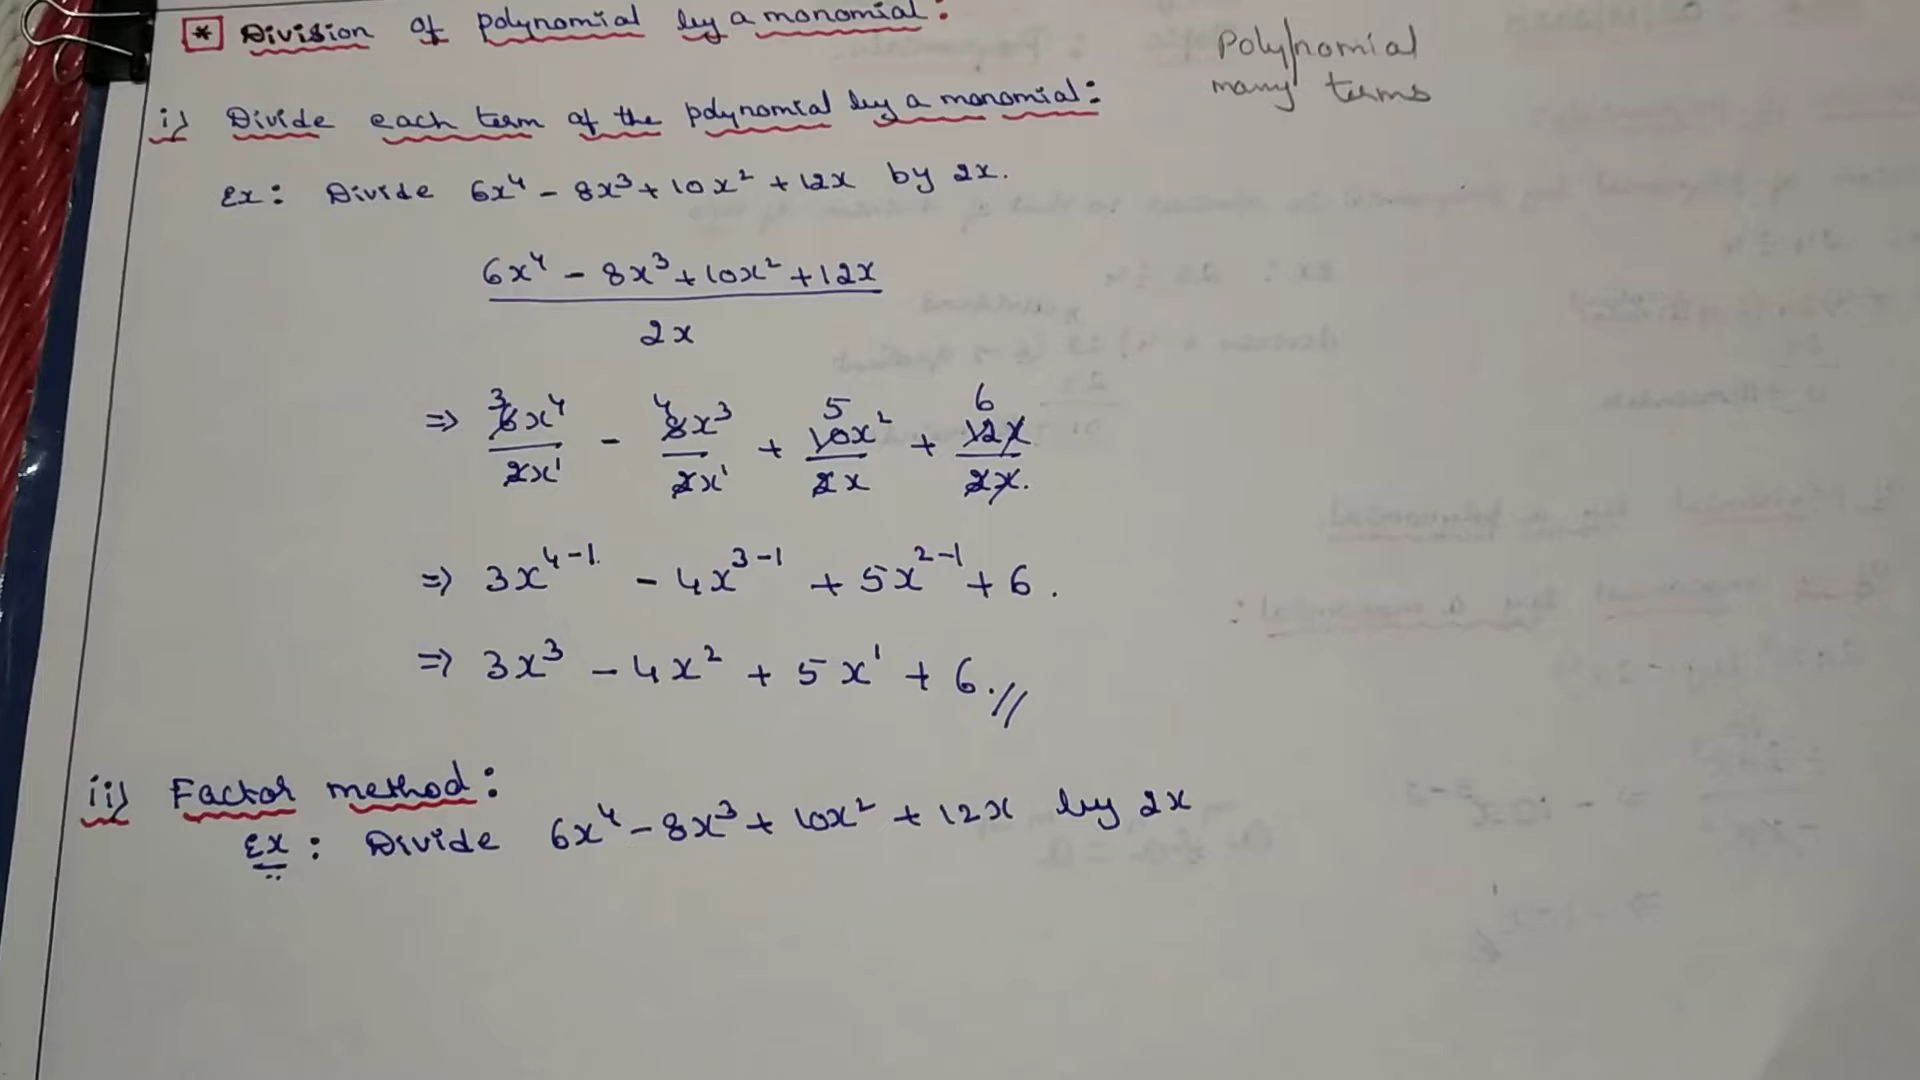 * Division of polynomial by a monomial:
Polynomial
many terms
i) Divide each term of the polynomial by a monomial:
Ex: Divide 6x⁴ - 8x³ + 10x² + 12x by 2x.
6x⁴ - 8x³ + 10x² + 12x
2x
3 4 5 6
⇒ 6x⁴ - 8x³ + 10x² + 12x
2x¹ 2x¹ 2x 2x.
⇒ 3x⁴⁻¹ - 4x³⁻¹ + 5x²⁻¹ + 6.
⇒ 3x³ - 4x² + 5x¹ + 6.//
ii) Factor method:
Ex: Divide 6x⁴ - 8x³ + 10x² + 12x by 2x